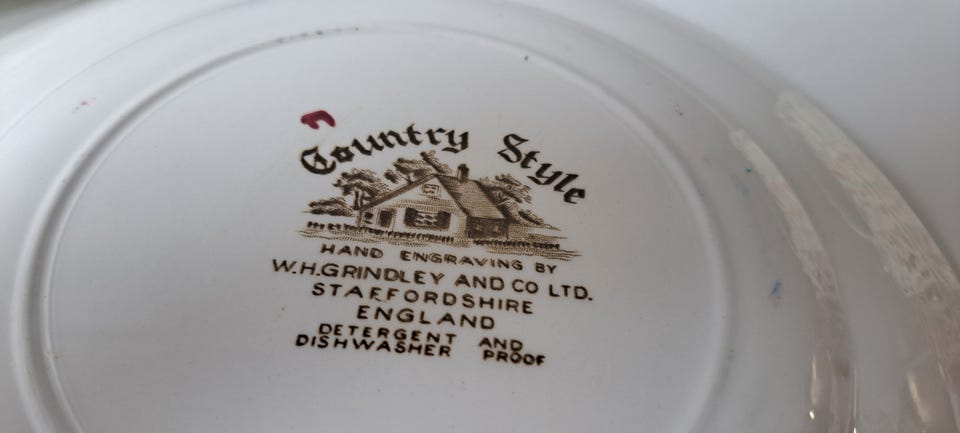 Country Style
HAND ENGRAVING BY
W.H.GRINDLEY AND CO LTD.
STAFFORDSHIRE
ENGLAND
DETERGENT AND
DISHWASHER PROOF